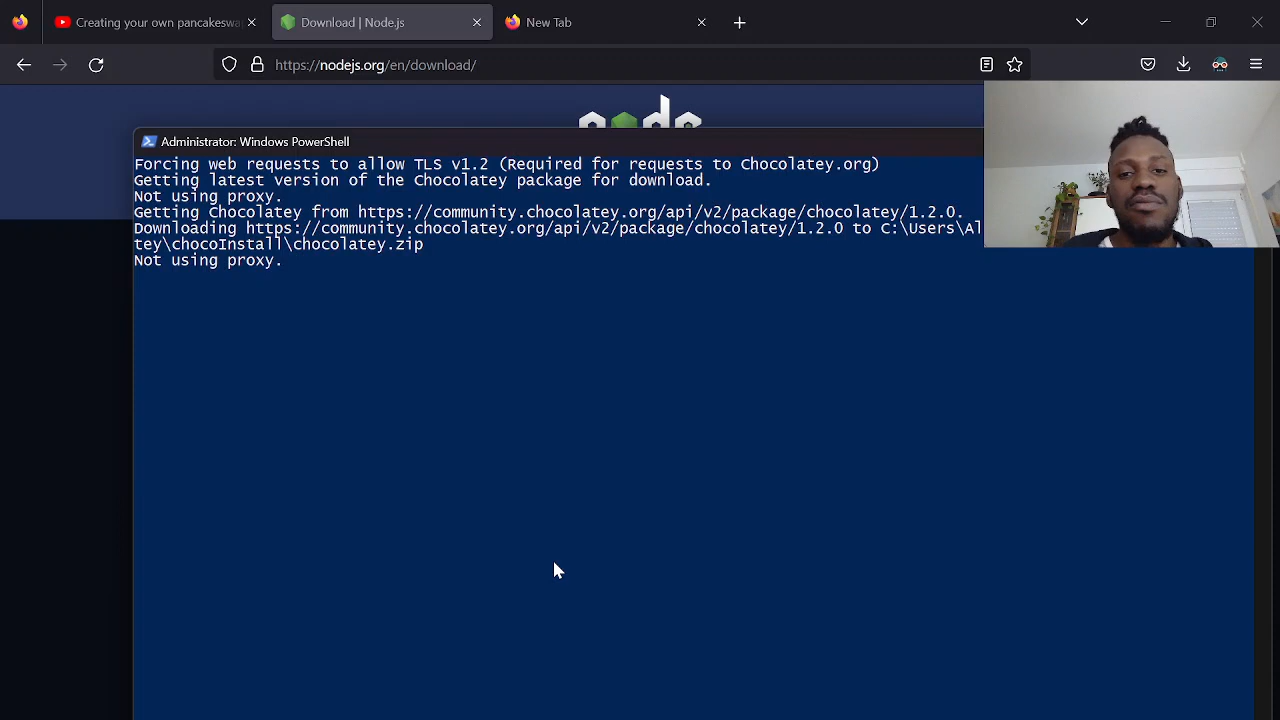 Creating your own pancakeswa
Download | Node.js
New Tab
https://nodejs.org/en/download/
node
Administrator: Windows PowerShell
Forcing web requests to allow TLS v1.2 (Required for requests to Chocolatey.org)
Getting latest version of the Chocolatey package for download.
Not using proxy.
Getting Chocolatey from https://community.chocolatey.org/api/v2/package/chocolatey/1.2.0.
Downloading https://community.chocolatey.org/api/v2/package/chocolatey/1.2.0 to C:\Users\Al
tey\chocoInstall\chocolatey.zip
Not using proxy.